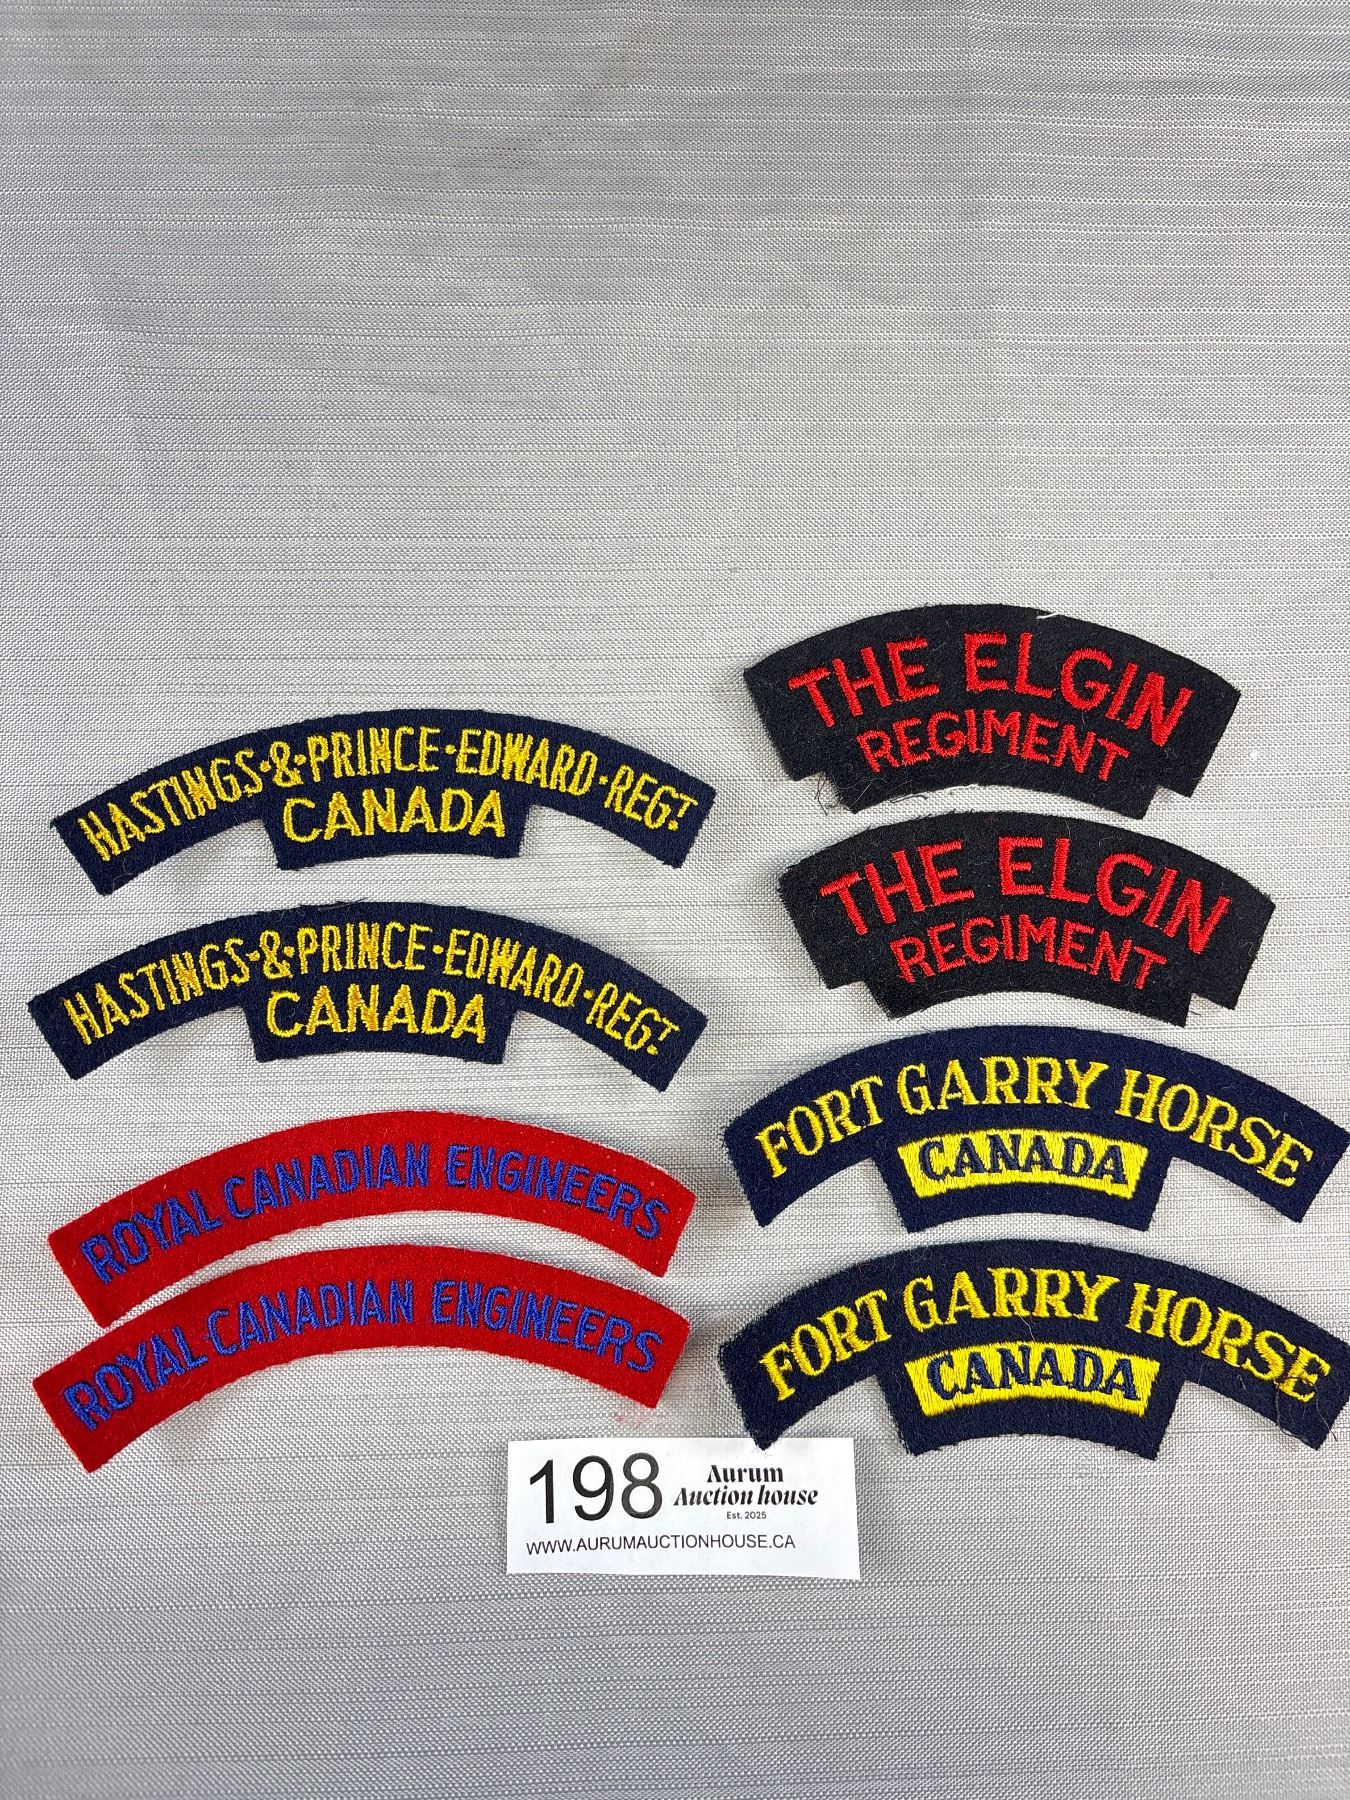 HASTINGS·&·PRINCE·EDWARD·REGT.
CANADA
HASTINGS·&·PRINCE·EDWARD·REGT.
CANADA
ROYAL CANADIAN ENGINEERS
ROYAL CANADIAN ENGINEERS
THE ELGIN
REGIMENT
THE ELGIN
REGIMENT
FORT GARRY HORSE
CANADA
FORT GARRY HORSE
CANADA
198
Aurum
Auction house
Est. 2025
WWW.AURUMAUCTIONHOUSE.CA